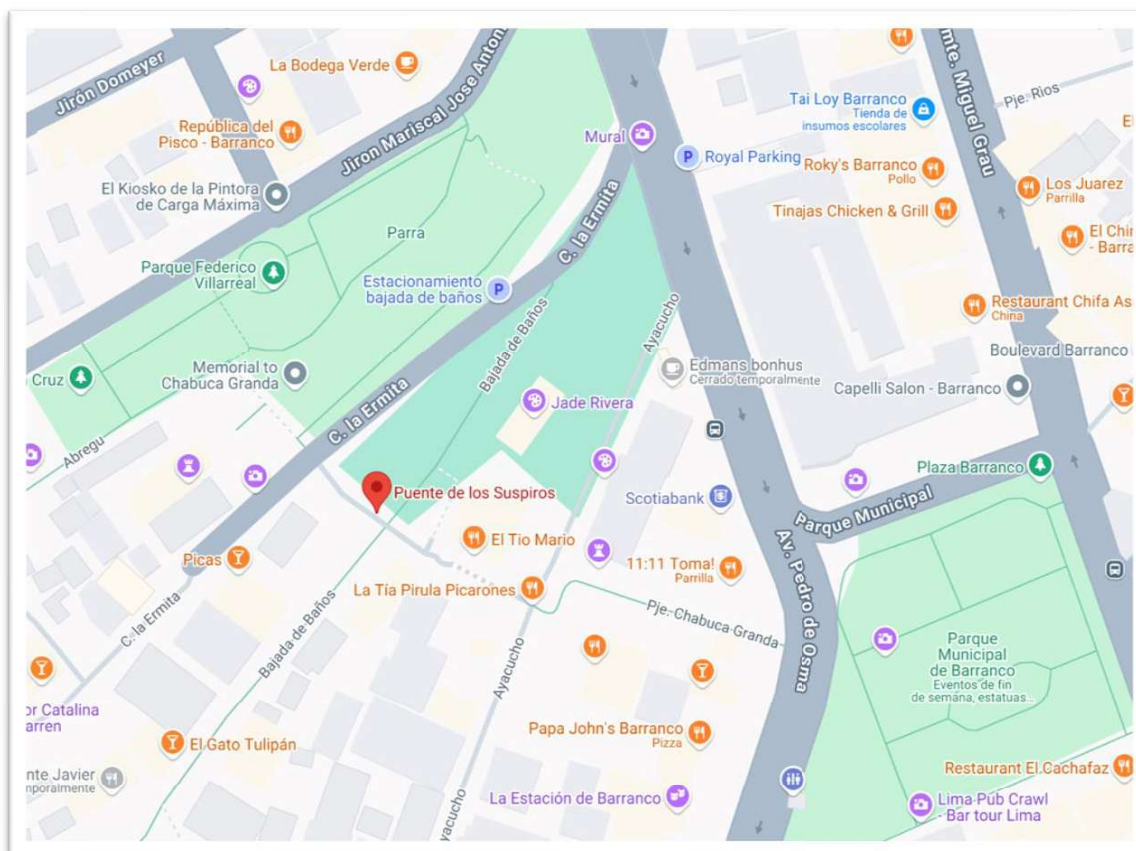 Jirón Domeyer
La Bodega Verde
República del
Pisco - Barranco
Jiron Mariscal Jose Anton
El Kiosko de la Pintora
de Carga Máxima
Parra
Parque Federico
Villarreal
Estacionamiento
bajada de baños
C. la Ermita
Mural
Royal Parking
Tai Loy Barranco
Tienda de
insumos escolares
mte. Miguel Grau
Pje. Rios
Roky's Barranco
Pollo
Tinajas Chicken & Grill
Los Juarez
Parrilla
El Chi
- Barra
Restaurant Chifa As
China
Boulevard Barranco
Cruz
Memorial to
Chabuca Granda
C. la Ermita
Bajada de Baños
Ayacucho
Jade Rivera
Edmans bonhus
Cerrado temporalmente
Capelli Salon - Barranco
Abregu
Puente de los Suspiros
Scotiabank
Plaza Barranco
Parque Municipal
El Tio Mario
Picas
La Tía Pirula Picarones
11:11 Toma!
Parrilla
Av. Pedro de Osma
C. la Ermita
Bajada de Baños
Pje. Chabuca Granda
Ayacucho
Parque
Municipal
de Barranco
Eventos de fin
de semana, estatuas...
or Catalina
arren
El Gato Tulipán
Papa John's Barranco
Pizza
nte Javier
mporalmente
La Estación de Barranco
yacucho
Restaurant El Cachafaz
Lima Pub Crawl
- Bar tour Lima